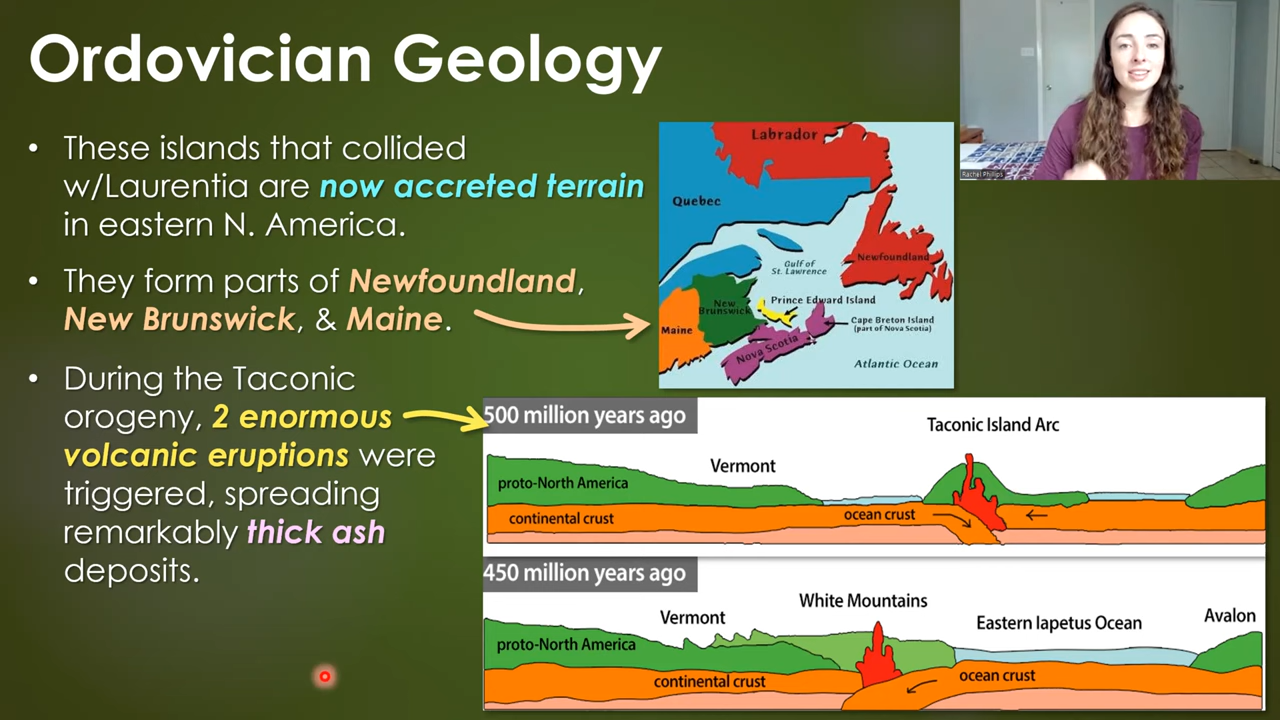 Ordovician Geology
• These islands that collided
w/Laurentia are now accreted terrain
in eastern N. America.
• They form parts of Newfoundland,
New Brunswick, & Maine.
• During the Taconic
orogeny, 2 enormous
volcanic eruptions were
triggered, spreading
remarkably thick ash
deposits.
Rachel Phillips
Labrador
Quebec
Gulf of
St. Lawrence
Newfoundland
New
Brunswick
Prince Edward Island
Maine
Cape Breton Island
(part of Nova Scotia)
Nova Scotia
Atlantic Ocean
500 million years ago
Taconic Island Arc
Vermont
proto-North America
continental crust
ocean crust
450 million years ago
White Mountains
Vermont
Eastern Iapetus Ocean
Avalon
proto-North America
continental crust
ocean crust